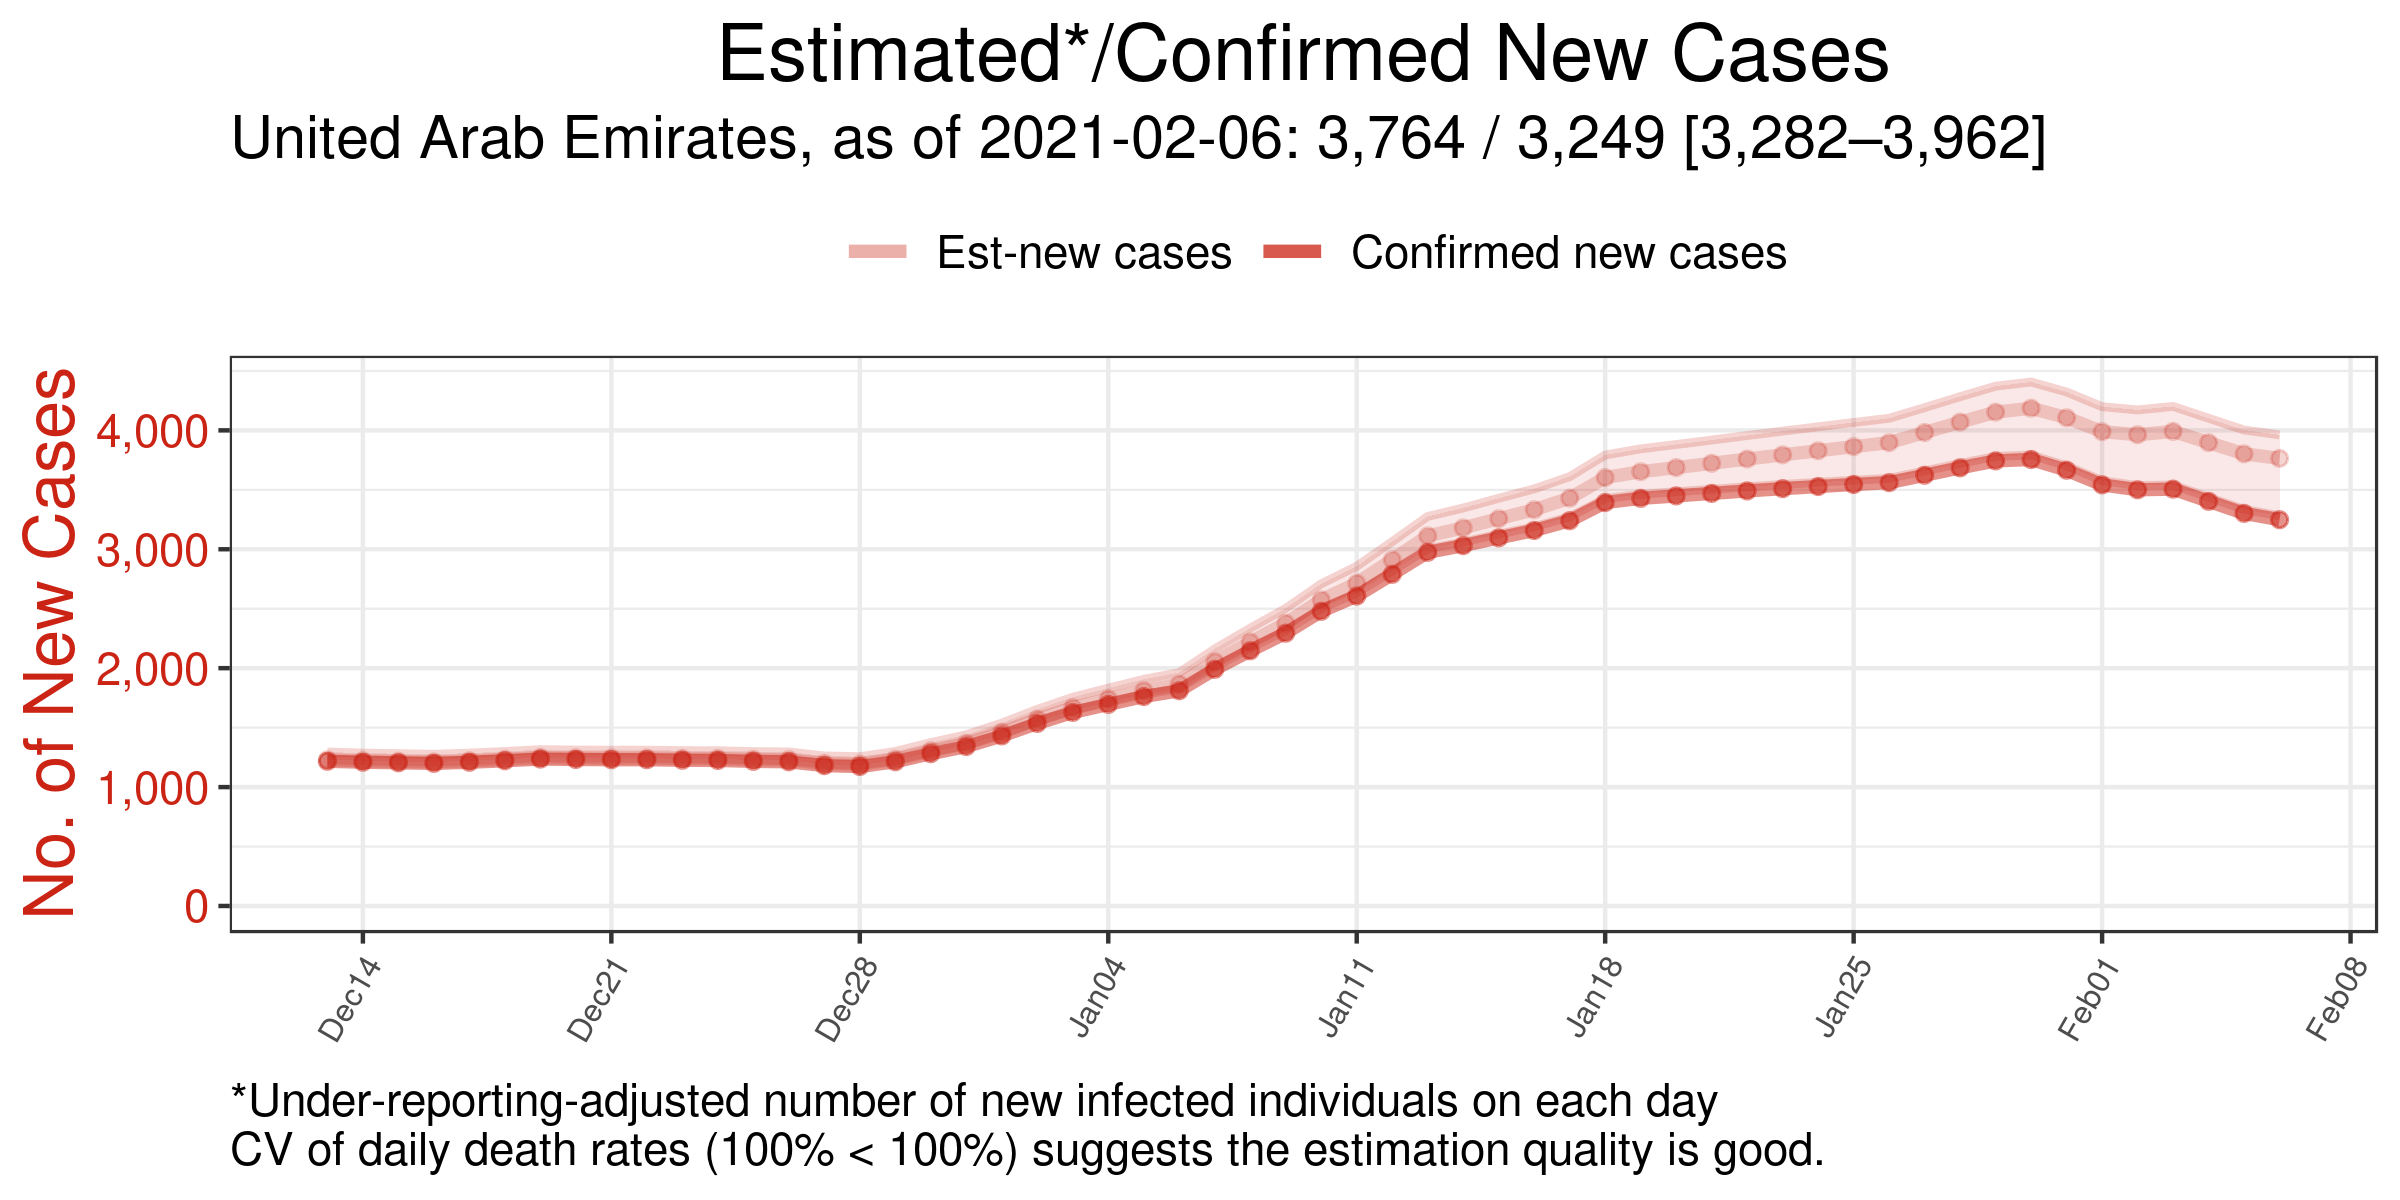 Estimated*/Confirmed New Cases
United Arab Emirates, as of 2021-02-06: 3,764 / 3,249 [3,282–3,962]
Est-new cases
Confirmed new cases
No. of New Cases
4,000
3,000
2,000
1,000
0
Dec14
Dec21
Dec28
Jan04
Jan11
Jan18
Jan25
Feb01
Feb08
*Under-reporting-adjusted number of new infected individuals on each day
CV of daily death rates (100% < 100%) suggests the estimation quality is good.